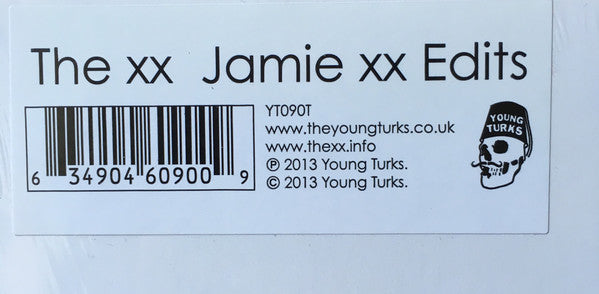 The xx Jamie xx Edits
YT090T
www.theyoungturks.co.uk
www.thexx.info
℗ 2013 Young Turks.
© 2013 Young Turks.
6 34904 60900 9
YOUNG
TURKS